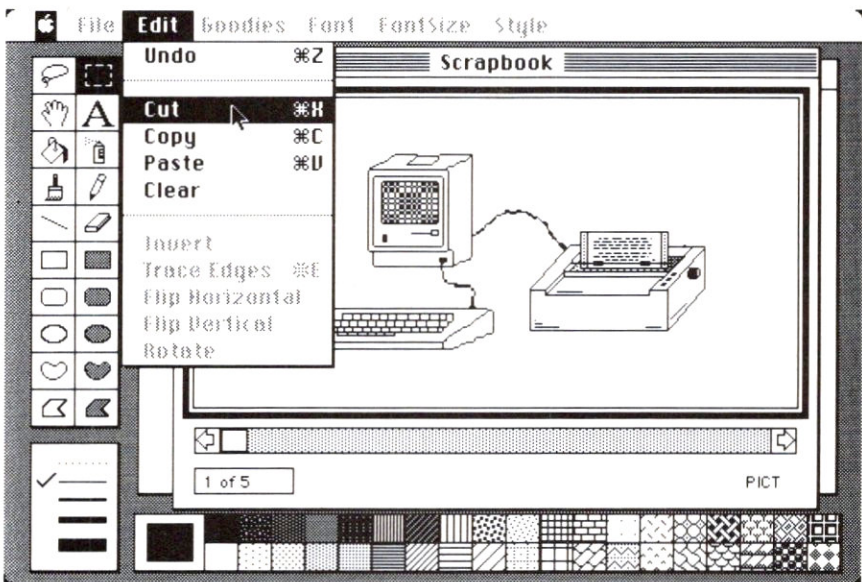 File Edit Goodies Font FontSize Style
Undo ⌘Z
Scrapbook
Cut ⌘X
Copy ⌘C
Paste ⌘V
Clear
Invert
Trace Edges ⌘E
Flip Horizontal
Flip Vertical
Rotate
A
1 of 5
PICT